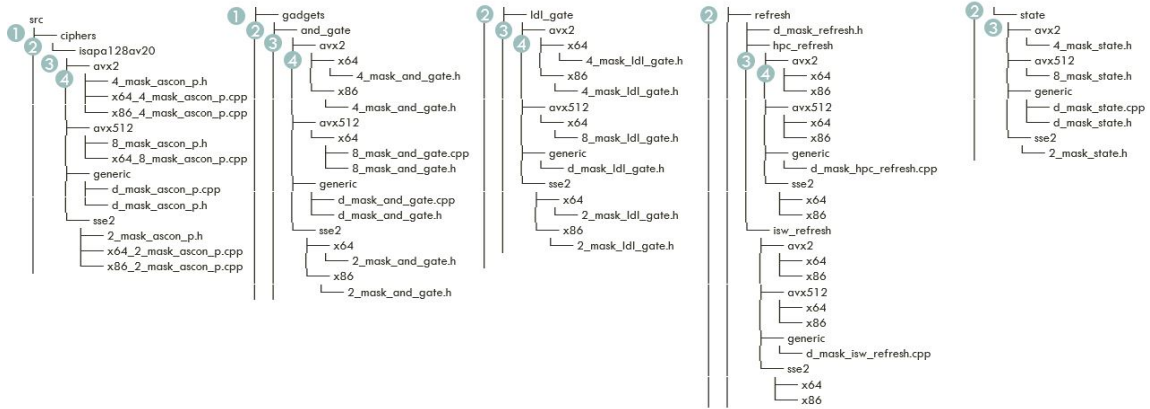 src
1
ciphers
2
isapa128av20
3
avx2
4
4_mask_ascon_p.h
x64_4_mask_ascon_p.cpp
x86_4_mask_ascon_p.cpp
avx512
8_mask_ascon_p.h
x64_8_mask_ascon_p.cpp
generic
d_mask_ascon_p.cpp
d_mask_ascon_p.h
sse2
2_mask_ascon_p.h
x64_2_mask_ascon_p.cpp
x86_2_mask_ascon_p.cpp
1
gadgets
2
and_gate
3
avx2
4
x64
4_mask_and_gate.h
x86
4_mask_and_gate.h
avx512
x64
8_mask_and_gate.cpp
8_mask_and_gate.h
generic
d_mask_and_gate.cpp
d_mask_and_gate.h
sse2
x64
2_mask_and_gate.h
x86
2_mask_and_gate.h
2
ldl_gate
3
avx2
4
x64
4_mask_ldl_gate.h
x86
4_mask_ldl_gate.h
avx512
x64
8_mask_ldl_gate.h
generic
d_mask_ldl_gate.h
sse2
x64
2_mask_ldl_gate.h
x86
2_mask_ldl_gate.h
2
refresh
d_mask_refresh.h
hpc_refresh
3
avx2
4
x64
x86
avx512
x64
x86
generic
d_mask_hpc_refresh.cpp
sse2
x64
x86
isw_refresh
avx2
x64
x86
avx512
x64
x86
generic
d_mask_isw_refresh.cpp
sse2
x64
x86
2
state
3
avx2
4_mask_state.h
avx512
8_mask_state.h
generic
d_mask_state.cpp
d_mask_state.h
sse2
2_mask_state.h